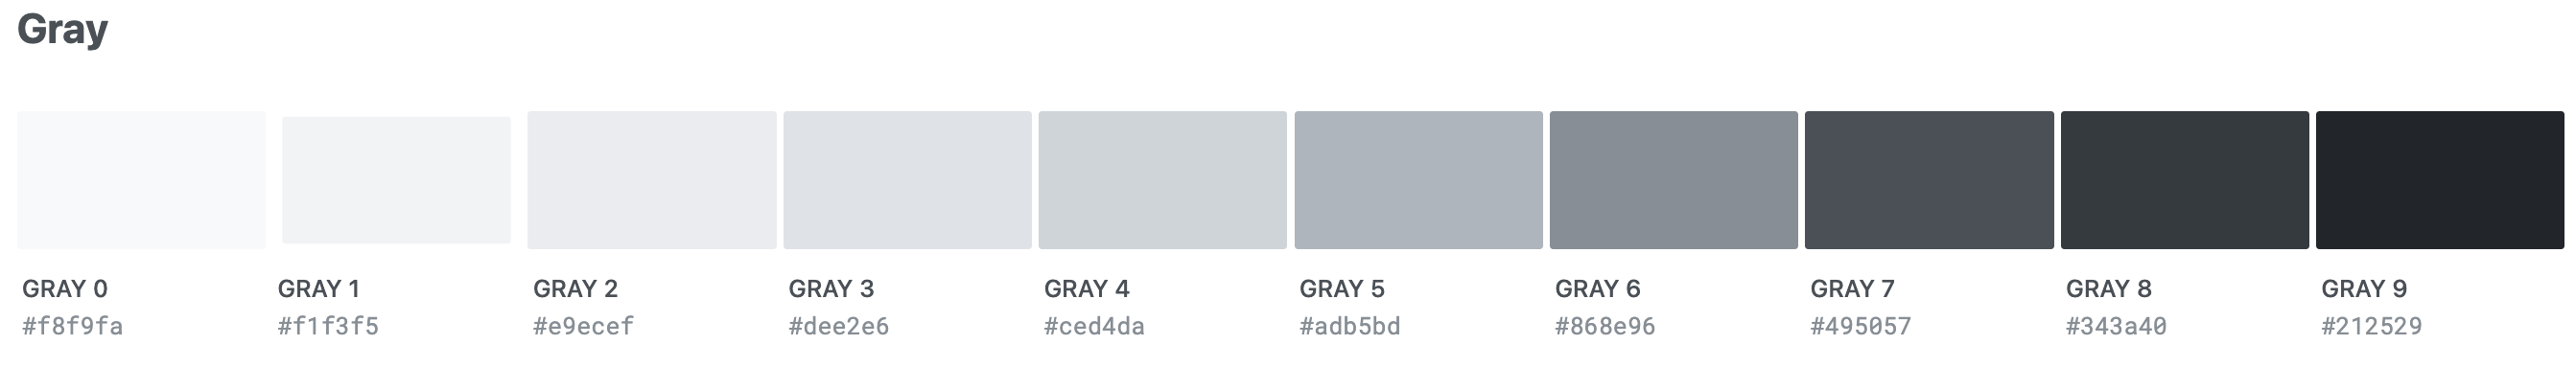 Gray
GRAY 0
#f8f9fa
GRAY 1
#f1f3f5
GRAY 2
#e9ecef
GRAY 3
#dee2e6
GRAY 4
#ced4da
GRAY 5
#adb5bd
GRAY 6
#868e96
GRAY 7
#495057
GRAY 8
#343a40
GRAY 9
#212529